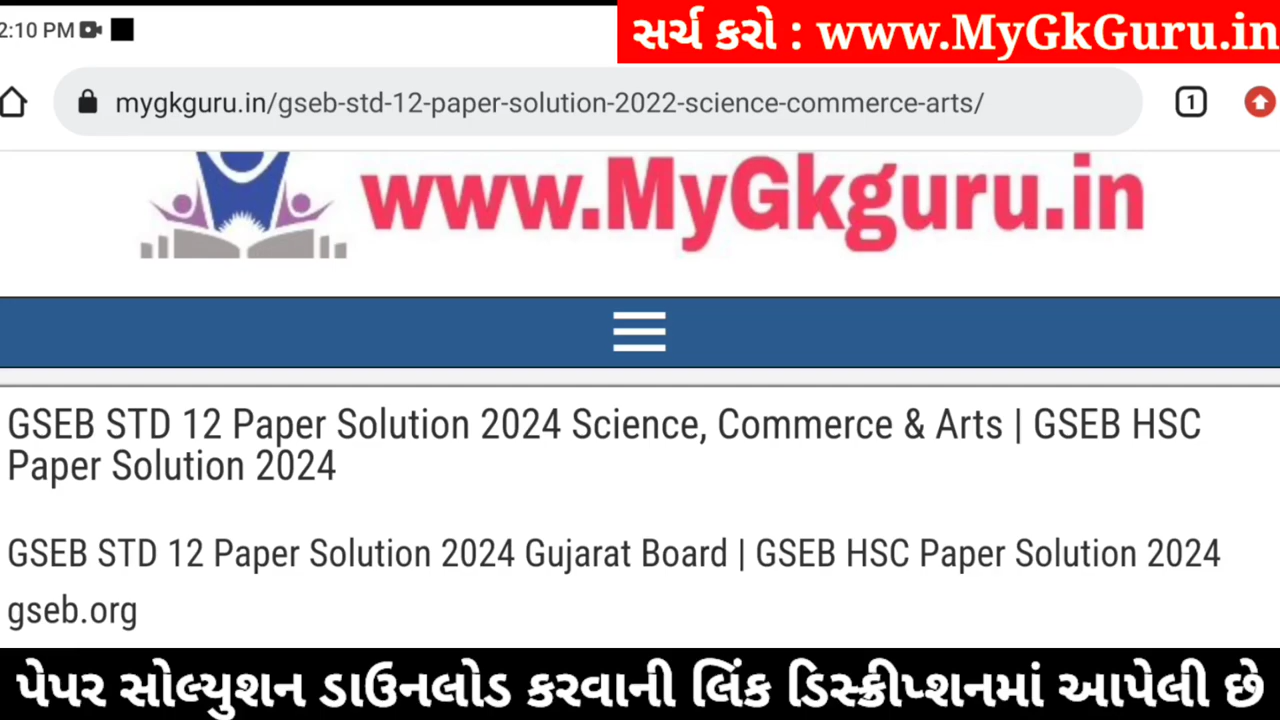 2:10 PM
સર્ચ કરો : www.MyGkGuru.in
mygkguru.in/gseb-std-12-paper-solution-2022-science-commerce-arts/
1
www.MyGkguru.in
GSEB STD 12 Paper Solution 2024 Science, Commerce & Arts | GSEB HSC
Paper Solution 2024
GSEB STD 12 Paper Solution 2024 Gujarat Board | GSEB HSC Paper Solution 2024
gseb.org
પેપર સોલ્યુશન ડાઉનલોડ કરવાની લિંક ડિસ્ક્રીપ્શનમાં આપેલી છે